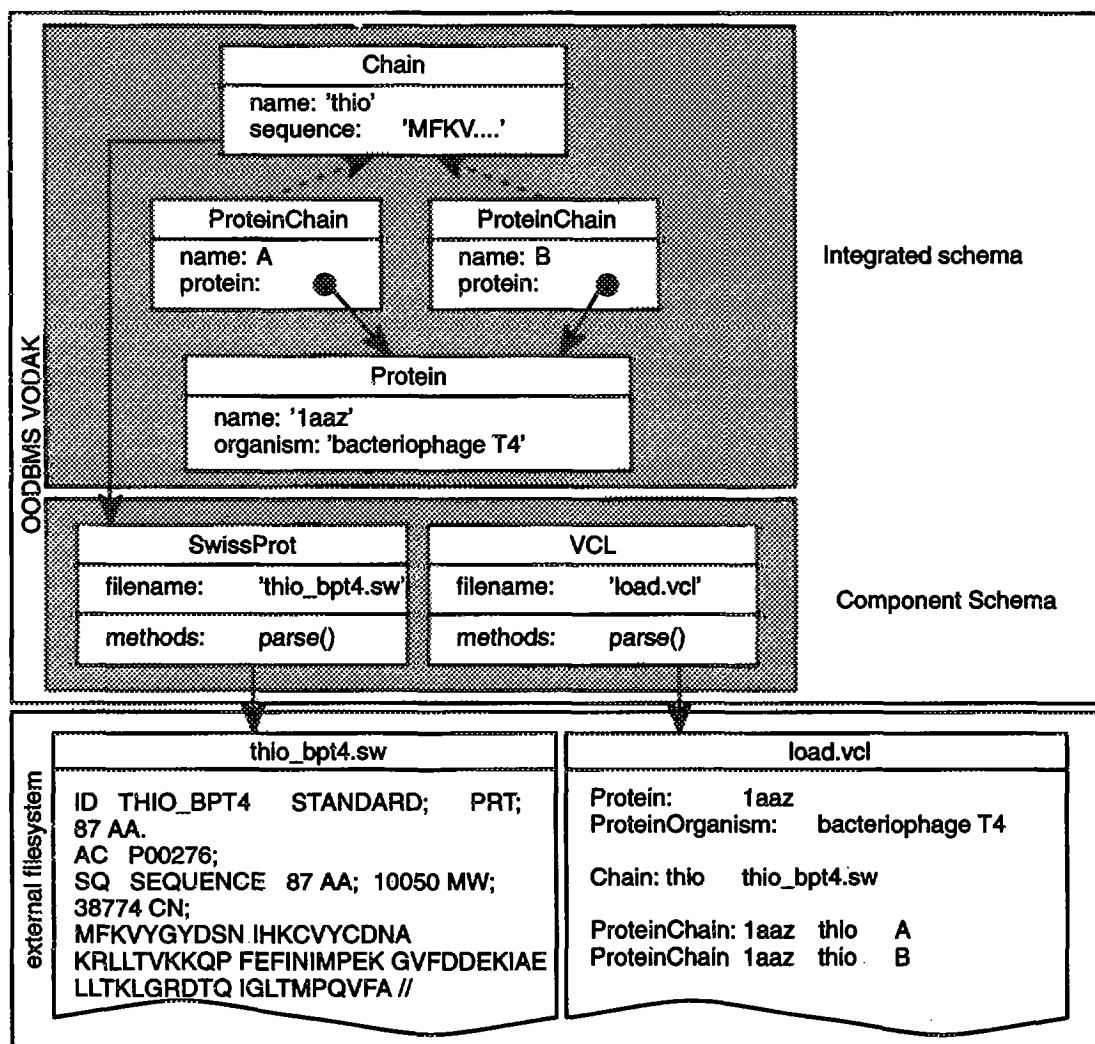 Chain
name: 'thio'
sequence: 'MFKV....'
ProteinChain
name: A
protein:
ProteinChain
name: B
protein:
Integrated schema
Protein
name: '1aaz'
organism: 'bacteriophage T4'
OODBMS VODAK
SwissProt
filename: 'thio_bpt4.sw'
methods: parse()
VCL
filename: 'load.vcl'
methods: parse()
Component Schema
external filesystem
thio_bpt4.sw
ID THIO_BPT4 STANDARD; PRT;
87 AA.
AC P00276;
SQ SEQUENCE 87 AA; 10050 MW;
38774 CN;
MFKVYGYDSN IHKCVYCDNA
KRLLTVKKQP FEFINIMPEK GVFDDEKIAE
LLTKLGRDTQ IGLTMPQVFA //
load.vcl
Protein: 1aaz
ProteinOrganism: bacteriophage T4
Chain: thio thio_bpt4.sw
ProteinChain: 1aaz thio A
ProteinChain 1aaz thio B